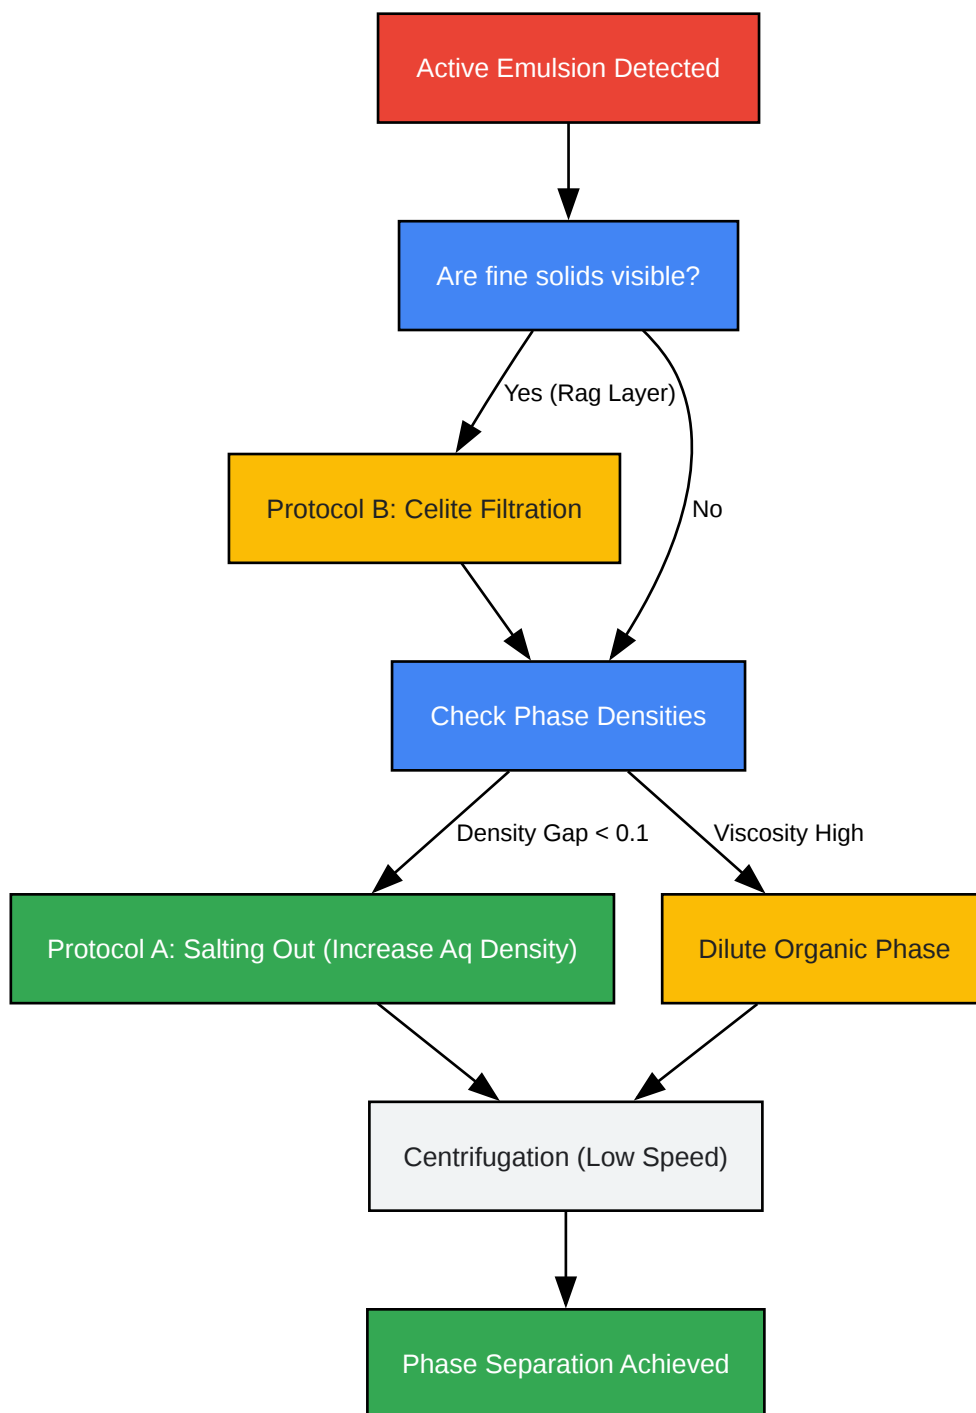 Active Emulsion Detected
Are fine solids visible?
Yes (Rag Layer)
Protocol B: Celite Filtration
No
Check Phase Densities
Density Gap < 0.1
Viscosity High
Protocol A: Salting Out (Increase Aq Density)
Dilute Organic Phase
Centrifugation (Low Speed)
Phase Separation Achieved